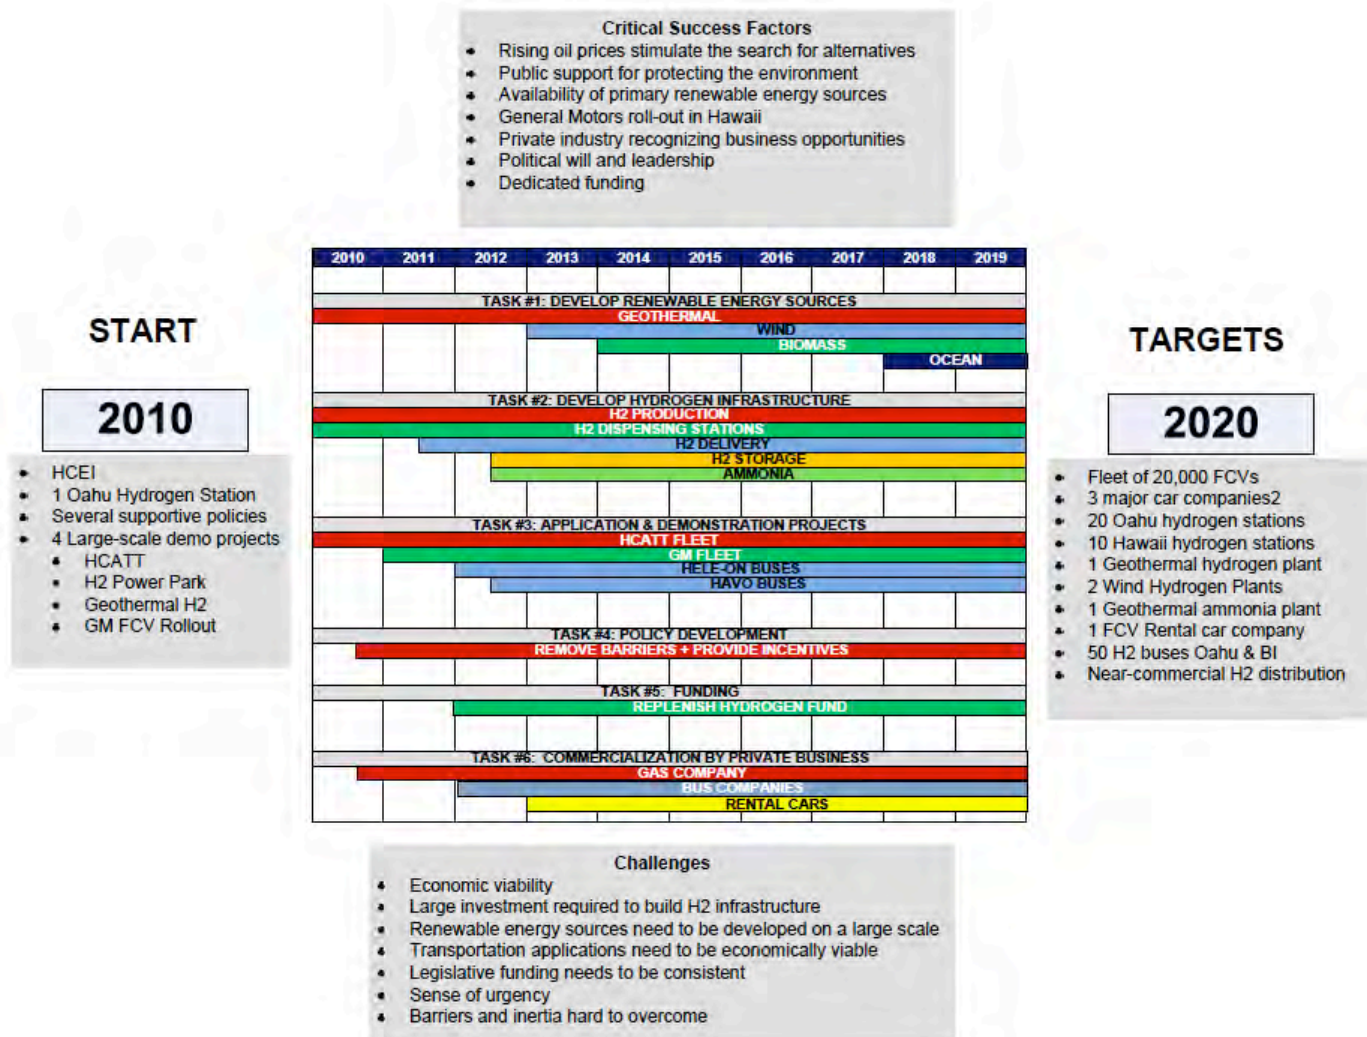 Critical Success Factors
Rising oil prices stimulate the search for alternatives
Public support for protecting the environment
Availability of primary renewable energy sources
General Motors roll-out in Hawaii
Private industry recognizing business opportunities
Political will and leadership
Dedicated funding
START
2010
HCEI
1 Oahu Hydrogen Station
Several supportive policies
4 Large-scale demo projects
HCATT
H2 Power Park
Geothermal H2
GM FCV Rollout
2010 2011 2012 2013 2014 2015 2016 2017 2018 2019
TASK #1: DEVELOP RENEWABLE ENERGY SOURCES
GEOTHERMAL
WIND
BIOMASS
OCEAN
TASK #2: DEVELOP HYDROGEN INFRASTRUCTURE
H2 PRODUCTION
H2 DISPENSING STATIONS
H2 DELIVERY
H2 STORAGE
AMMONIA
TASK #3: APPLICATION & DEMONSTRATION PROJECTS
HCATT FLEET
GM FLEET
HELE-ON BUSES
HAVO BUSES
TASK #4: POLICY DEVELOPMENT
REMOVE BARRIERS + PROVIDE INCENTIVES
TASK #5: FUNDING
REPLENISH HYDROGEN FUND
TASK #6: COMMERCIALIZATION BY PRIVATE BUSINESS
GAS COMPANY
BUS COMPANIES
RENTAL CARS
TARGETS
2020
Fleet of 20,000 FCVs
3 major car companies2
20 Oahu hydrogen stations
10 Hawaii hydrogen stations
1 Geothermal hydrogen plant
2 Wind Hydrogen Plants
1 Geothermal ammonia plant
1 FCV Rental car company
50 H2 buses Oahu & BI
Near-commercial H2 distribution
Challenges
Economic viability
Large investment required to build H2 infrastructure
Renewable energy sources need to be developed on a large scale
Transportation applications need to be economically viable
Legislative funding needs to be consistent
Sense of urgency
Barriers and inertia hard to overcome